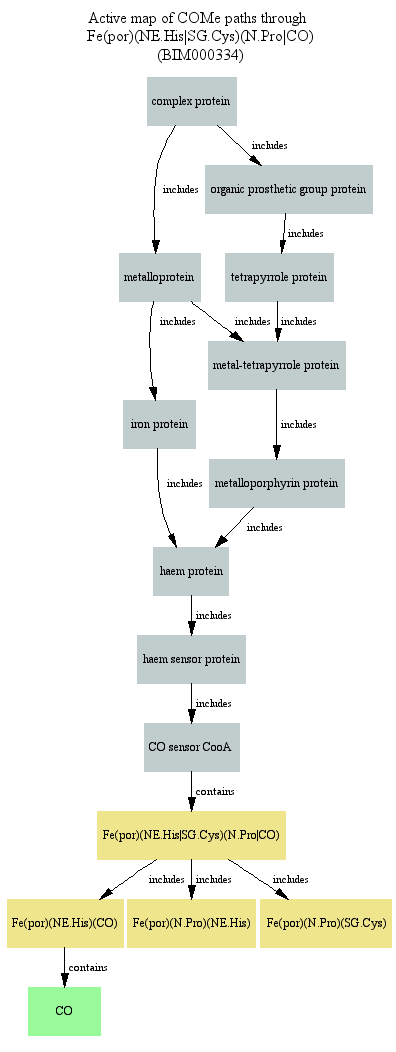 Active map of COMe paths through
Fe(por)(NE.His|SG.Cys)(N.Pro|CO)
(BIM000334)
complex protein
includes
organic prosthetic group protein
includes
includes
metalloprotein
tetrapyrrole protein
includes
includes
includes
metal-tetrapyrrole protein
iron protein
includes
metalloporphyrin protein
includes
includes
haem protein
includes
haem sensor protein
includes
CO sensor CooA
contains
Fe(por)(NE.His|SG.Cys)(N.Pro|CO)
includes
includes
includes
Fe(por)(NE.His)(CO)
Fe(por)(N.Pro)(NE.His)
Fe(por)(N.Pro)(SG.Cys)
contains
CO